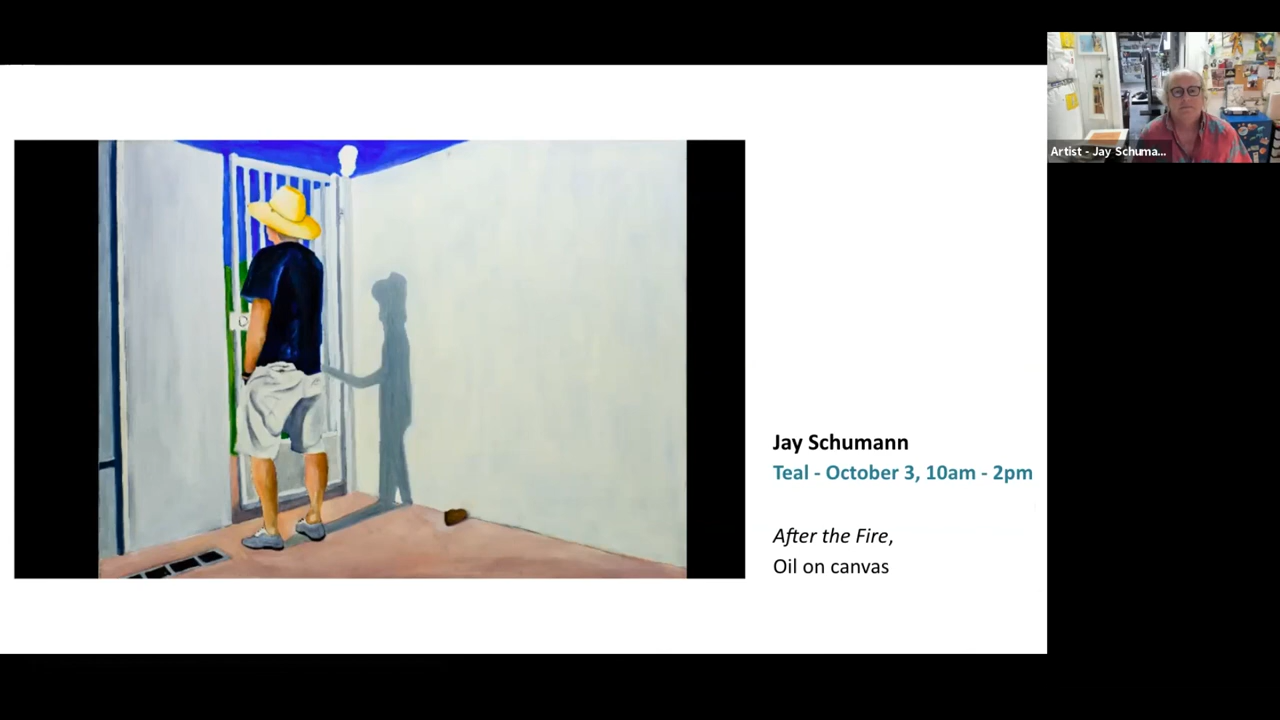 Artist - Jay Schuma...
Jay Schumann
Teal - October 3, 10am - 2pm
After the Fire,
Oil on canvas